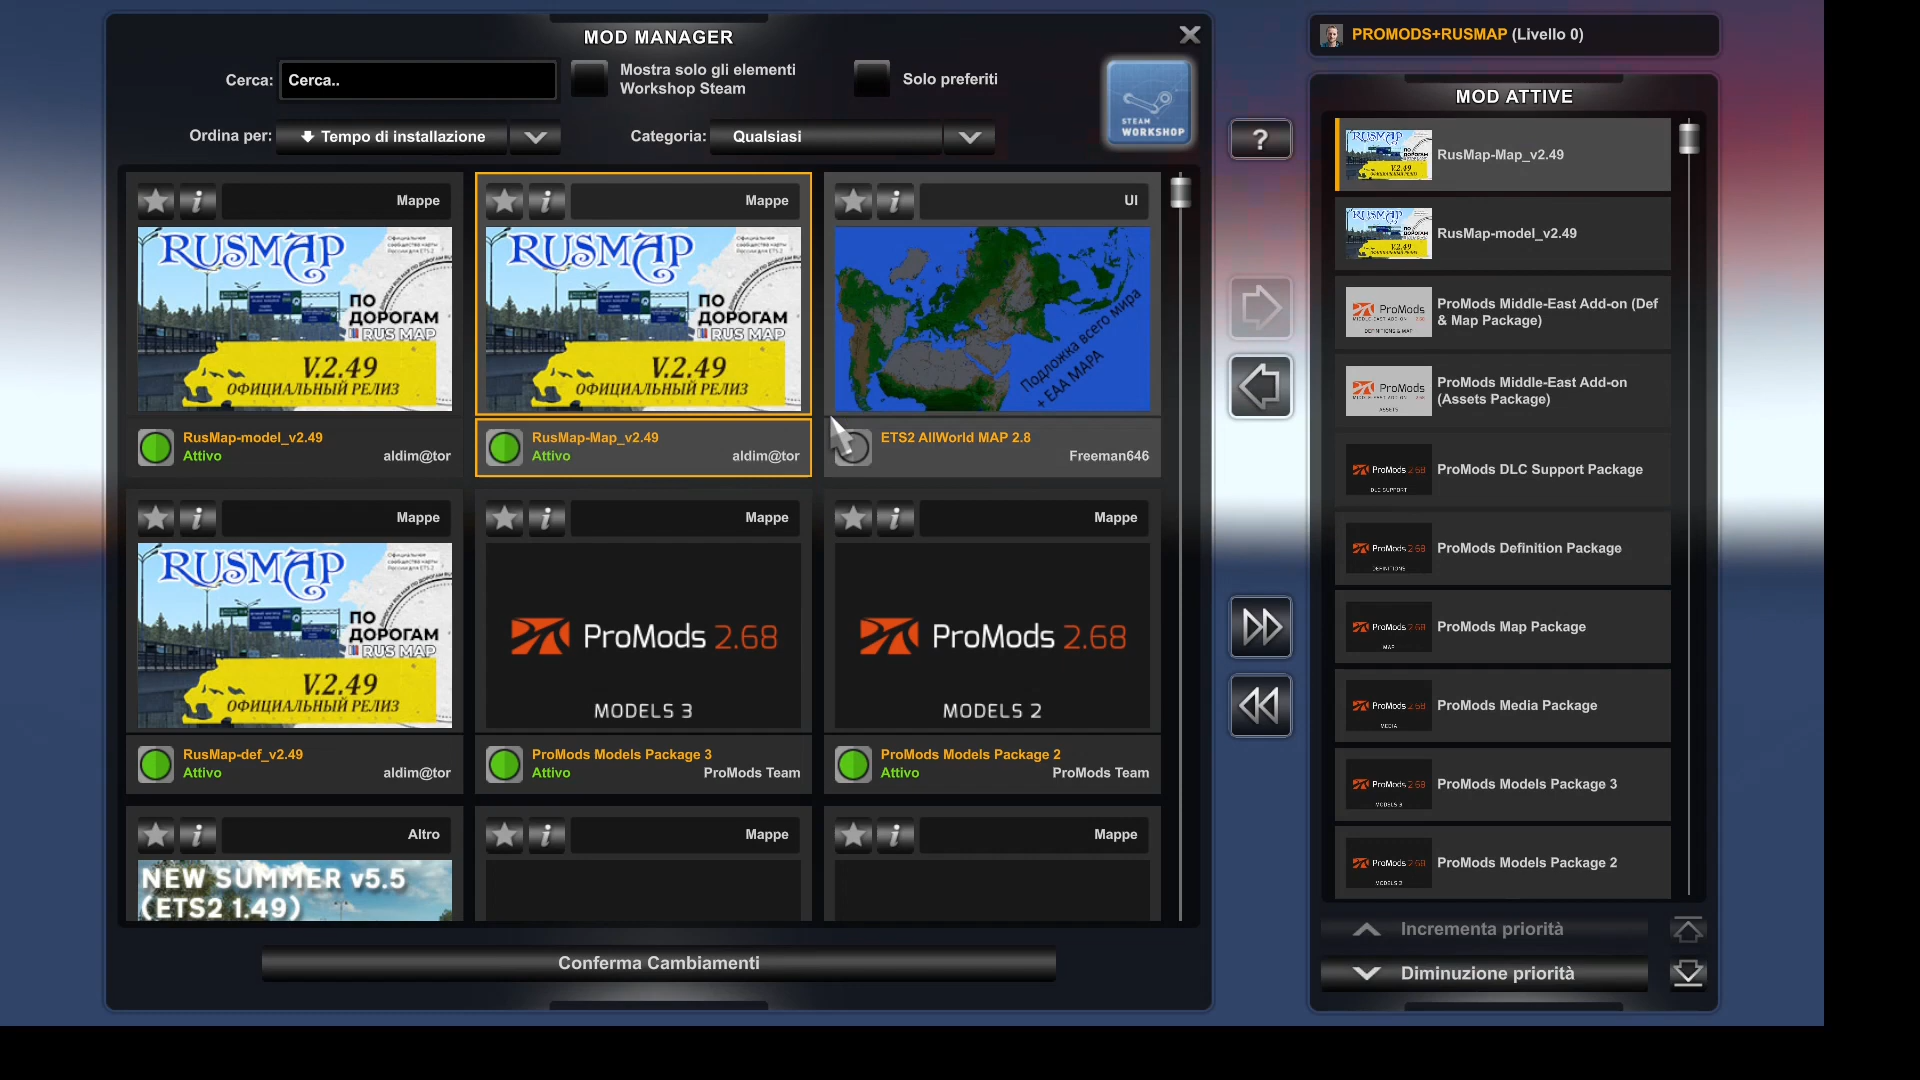 MOD MANAGER
Cerca: Cerca..
Mostra solo gli elementi
Workshop Steam
Solo preferiti
STEAM
WORKSHOP
Ordina per: Tempo di installazione
Categoria: Qualsiasi
Mappe
RUSMAP
ПО
ДОРОГАМ
RUS MAP
V.2.49
ОФИЦИАЛЬНЫЙ РЕЛИЗ
RusMap-model_v2.49
Attivo
aldim@tor
Mappe
RUSMAP
ПО
ДОРОГАМ
RUS MAP
V.2.49
ОФИЦИАЛЬНЫЙ РЕЛИЗ
RusMap-Map_v2.49
Attivo
aldim@tor
UI
Подложка всего мира
+ EAA MAPA
ETS2 AllWorld MAP 2.8
Freeman646
Mappe
RUSMAP
ПО
ДОРОГАМ
RUS MAP
V.2.49
ОФИЦИАЛЬНЫЙ РЕЛИЗ
RusMap-def_v2.49
Attivo
aldim@tor
Mappe
ProMods 2.68
MODELS 3
ProMods Models Package 3
Attivo
ProMods Team
Mappe
ProMods 2.68
MODELS 2
ProMods Models Package 2
Attivo
ProMods Team
Altro
NEW SUMMER v5.5
(ETS2 1.49)
Mappe
Mappe
Conferma Cambiamenti
?
PROMODS+RUSMAP (Livello 0)
MOD ATTIVE
RusMap-Map_v2.49
RusMap-model_v2.49
ProMods Middle-East Add-on (Def
& Map Package)
ProMods Middle-East Add-on
(Assets Package)
ProMods DLC Support Package
ProMods Definition Package
ProMods Map Package
ProMods Media Package
ProMods Models Package 3
ProMods Models Package 2
Incrementa priorità
Diminuzione priorità